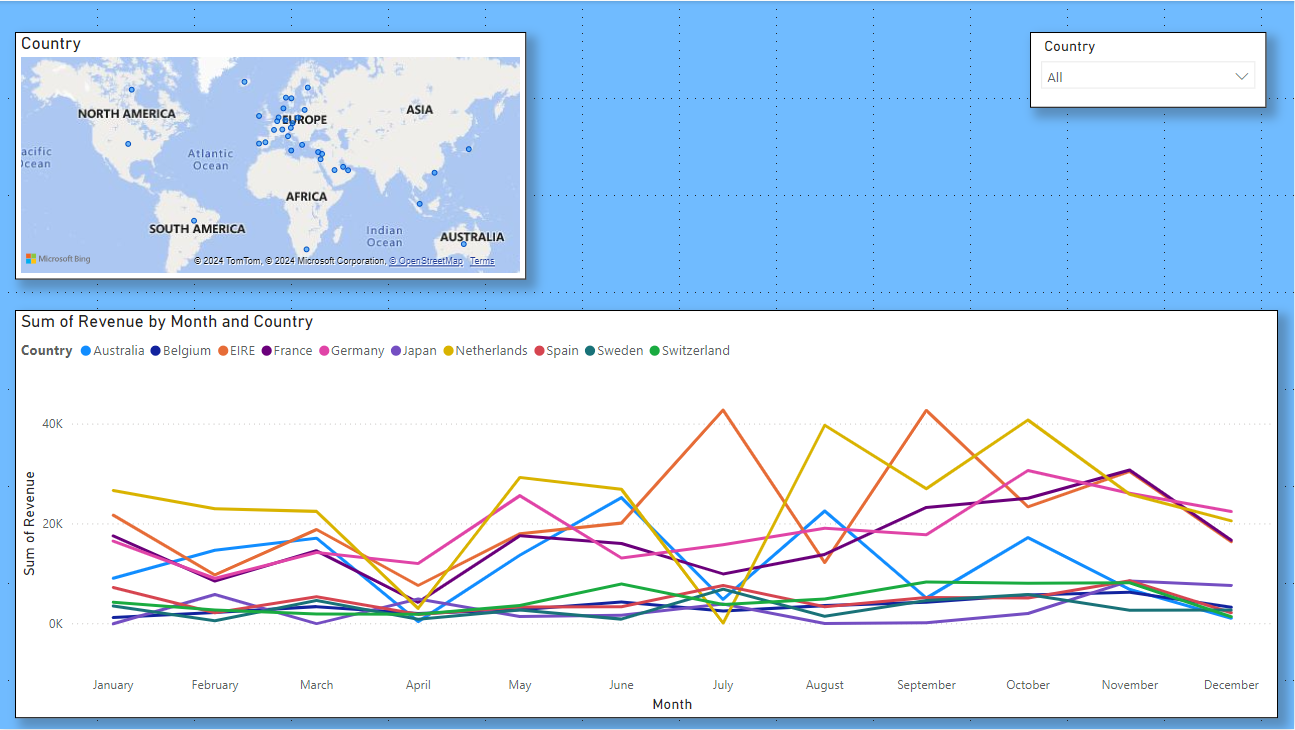 Country
NORTH AMERICA
EUROPE
ASIA
acific
Ocean
Atlantic
Ocean
AFRICA
SOUTH AMERICA
Indian
Ocean
AUSTRALIA
Microsoft Bing
© 2024 TomTom, © 2024 Microsoft Corporation, © OpenStreetMap Terms
Country
All
Sum of Revenue by Month and Country
Country Australia Belgium EIRE France Germany Japan Netherlands Spain Sweden Switzerland
Sum of Revenue
40K
20K
0K
January February March April May June July August September October November December
Month